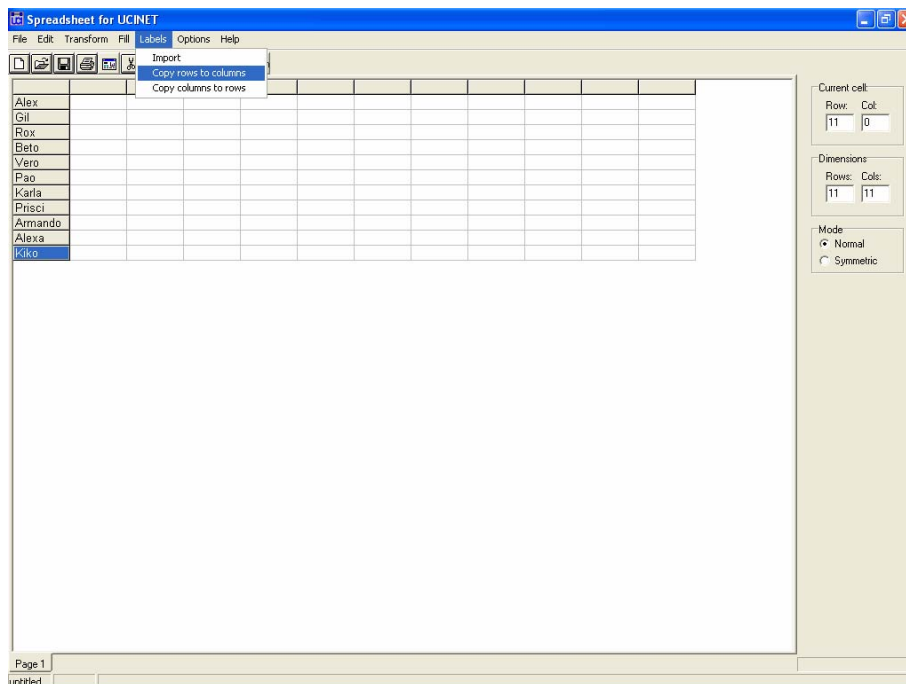 Spreadsheet for UCINET
File Edit Transform Fill Labels Options Help
Import
Copy rows to columns
Copy columns to rows
Alex
Gil
Rox
Beto
Vero
Pao
Karla
Prisci
Armando
Alexa
Kiko
Current cell:
Row: Col:
11 0
Dimensions
Rows: Cols:
11 11
Mode
Normal
Symmetric
Page 1
untitled